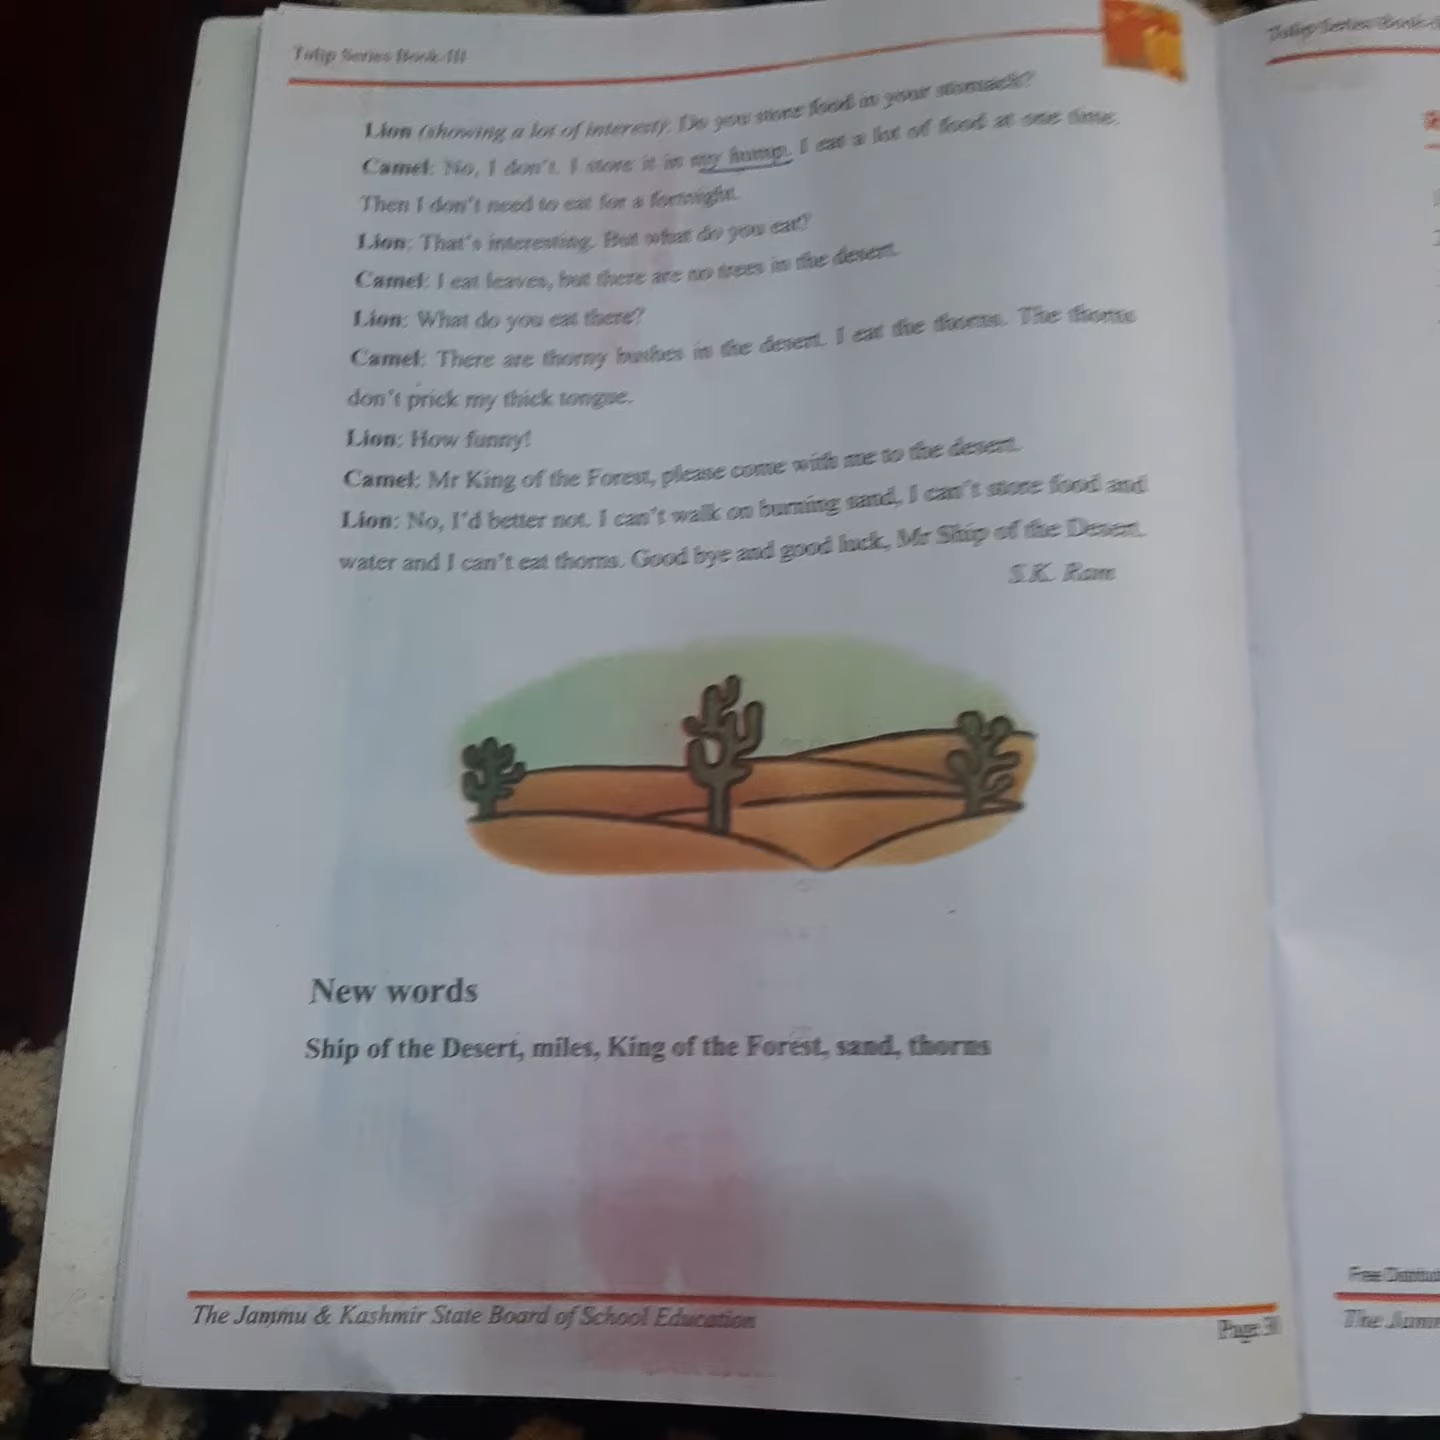 Tulip Series Book-III
Lion (showing a lot of interest): Do you store food in your stomach?
Camel: No, I don't. I store it in my hump. I eat a lot of food at one time.
Then I don't need to eat for a fortnight.
Lion: That's interesting. But what do you eat?
Camel: I eat leaves, but there are no trees in the desert.
Lion: What do you eat there?
Camel: There are thorny bushes in the desert. I eat the thorns. The thorns
don't prick my thick tongue.
Lion: How funny!
Camel: Mr King of the Forest, please come with me to the desert.
Lion: No, I'd better not. I can't walk on burning sand, I can't store food and
water and I can't eat thorns. Good bye and good luck, Mr Ship of the Desert.
S.K. Ram
New words
Ship of the Desert, miles, King of the Forest, sand, thorns
The Jammu & Kashmir State Board of School Education
Page
Tulip Series Book-
Free
The